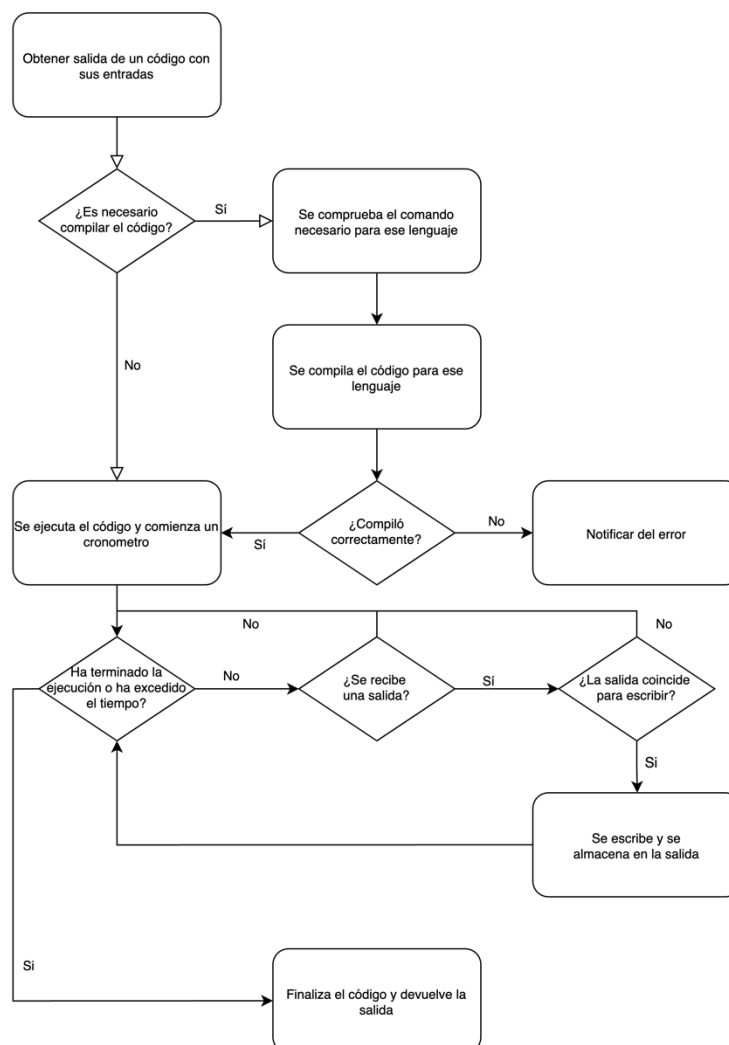 Obtener salida de un código con
sus entradas
¿Es necesario
compilar el código?
Sí
Se comprueba el comando
necesario para ese lenguaje
No
Se compila el código para ese
lenguaje
Se ejecuta el código y comienza un
cronometro
Sí
¿Compiló
correctamente?
No
Notificar del error
No
No
Ha terminado la
ejecución o ha excedido
el tiempo?
No
¿Se recibe
una salida?
Sí
¿La salida coincide
para escribir?
Si
Se escribe y se
almacena en la salida
Si
Finaliza el código y devuelve la
salida